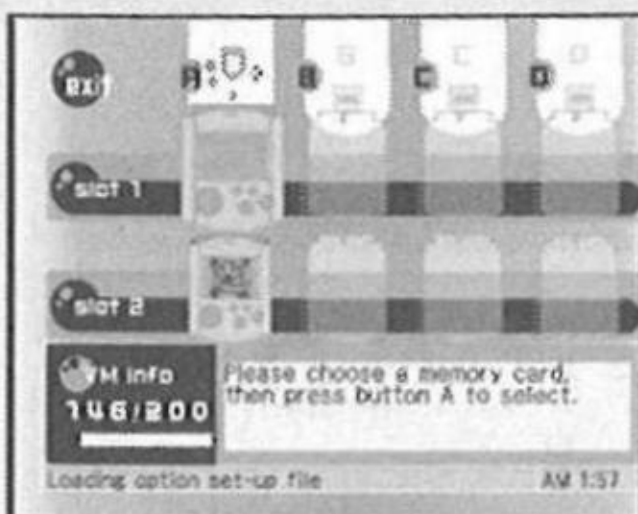 exit
A B C D
B C D
slot 1
slot 2
VM info
146/200
Please choose a memory card,
then press button A to select.
Loading option set-up file
AM 1:57